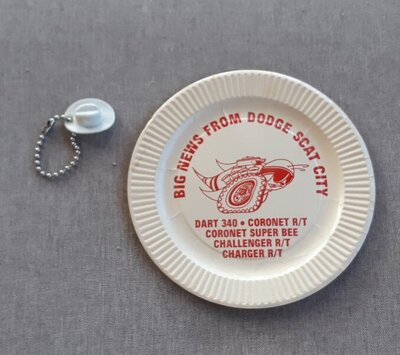 BIG NEWS FROM DODGE SCAT CITY
DART 340 • CORONET R/T
CORONET SUPER BEE
CHALLENGER R/T
CHARGER R/T